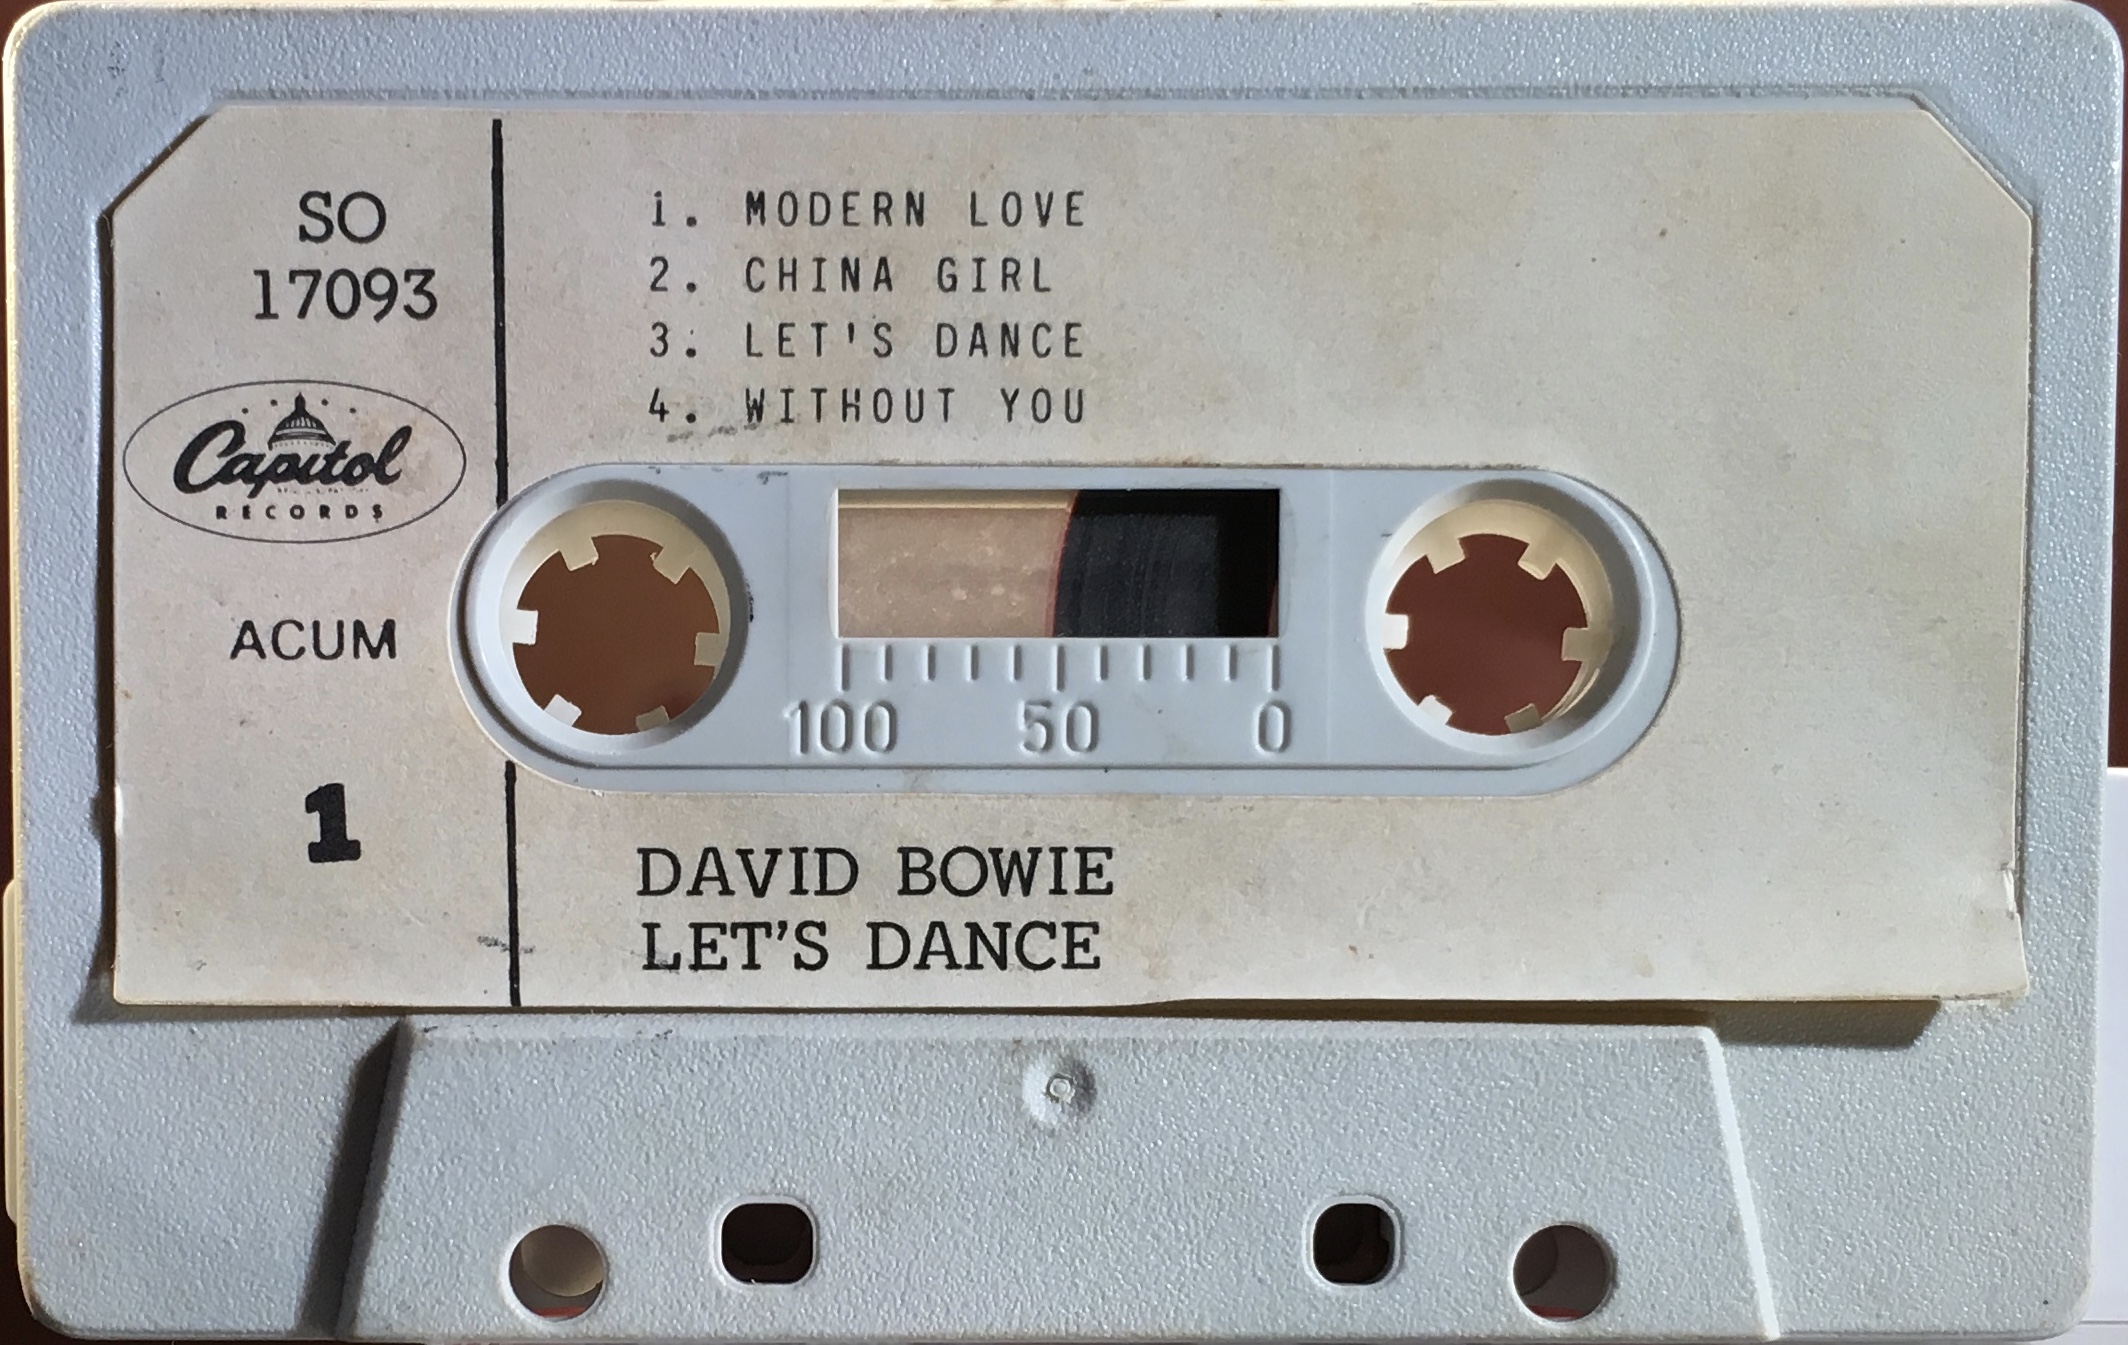 SO
17093
Capitol
RECORDS
ACUM
1
1. MODERN LOVE
2. CHINA GIRL
3. LET'S DANCE
4. WITHOUT YOU
100 50 0
DAVID BOWIE
LET'S DANCE